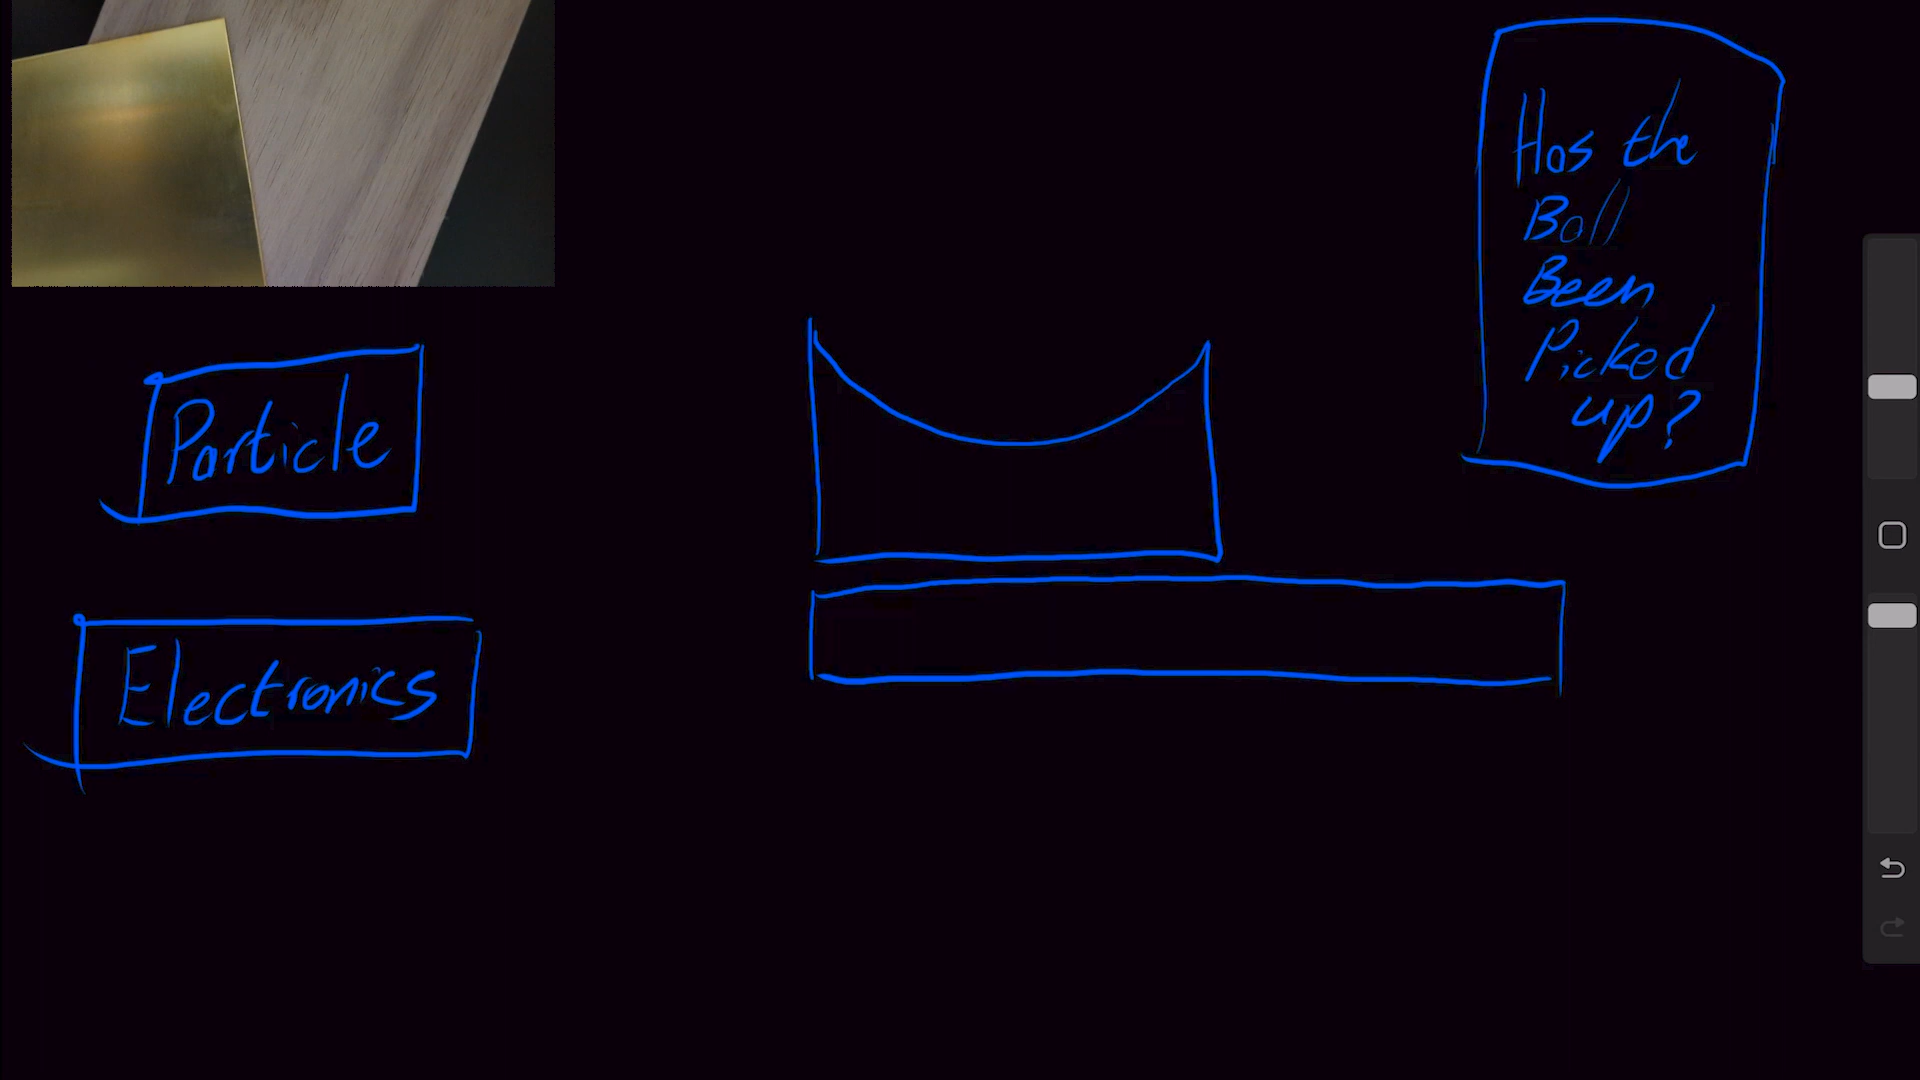 Has the
Ball
Been
Picked
up?
Particle
Electronics